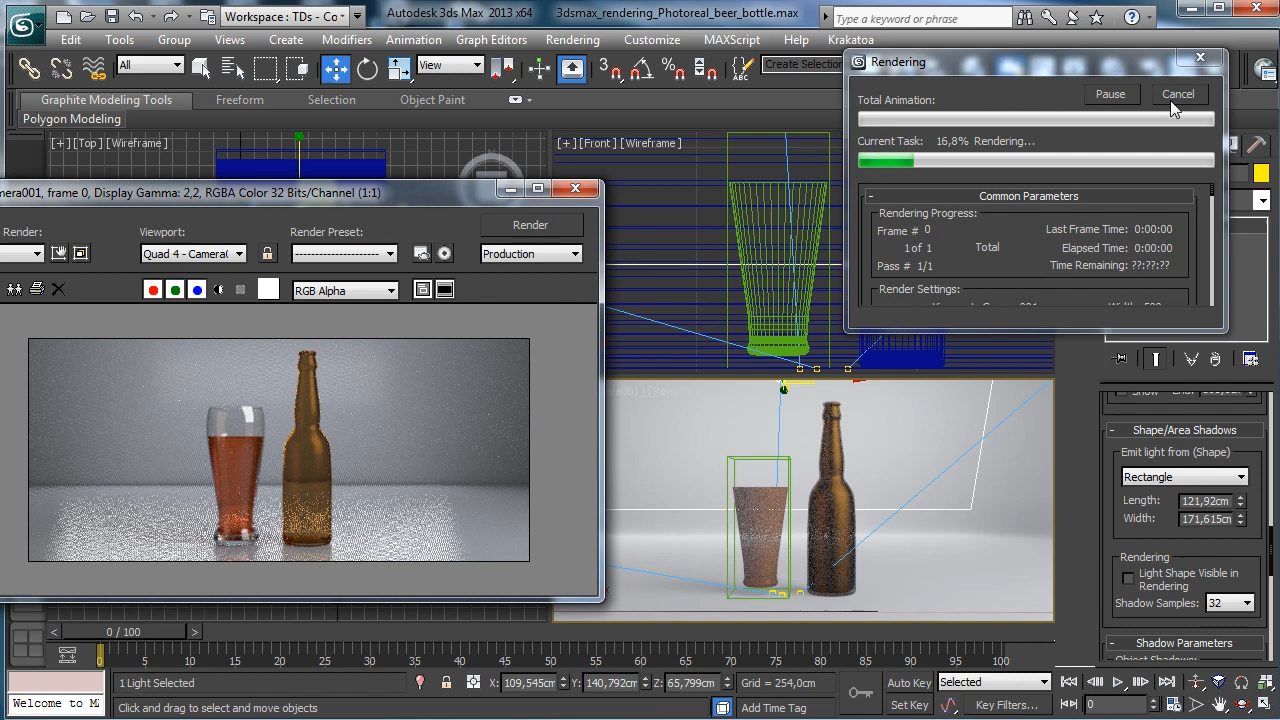 Workspace : TDs - Co
Autodesk 3ds Max 2013 x64
3dsmax_rendering_Photoreal_beer_bottle.max
Type a keyword or phrase
Edit Tools Group Views Create Modifiers Animation Graph Editors Rendering Customize MAXScript Help Krakatoa
All
View
3
Create Selection
Graphite Modeling Tools Freeform Selection Object Paint
Polygon Modeling
[+] [Top] [Wireframe]
[+] [Front] [Wireframe]
Rendering
Pause Cancel
Total Animation:
Current Task: 16,8% Rendering...
Common Parameters
Rendering Progress:
Frame # 0 Last Frame Time: 0:00:00
1 of 1 Total Elapsed Time: 0:00:00
Pass # 1/1 Time Remaining: ??:??:??
Render Settings:
frame 0, Display Gamma: 2,2, RGBA Color 32 Bits/Channel (1:1)
Render: Viewport: Render Preset: Render
Quad 4 - Camera( -------------------- Production
RGB Alpha
Shape/Area Shadows
Emit light from (Shape)
Rectangle
Length: 121,92cm
Width: 171,615cm
Rendering
Light Shape Visible in
Rendering
Shadow Samples: 32
Shadow Parameters
0 / 100
0 5 10 15 20 25 30 35 40 45 50 55 60 65 70 75 80 85 90 95 100
1 Light Selected X: 109,545cm Y: 140,792cm Z: 65,799cm Grid = 254,0cm Auto Key Selected
Welcome to M
Click and drag to select and move objects Add Time Tag Set Key Key Filters... 0